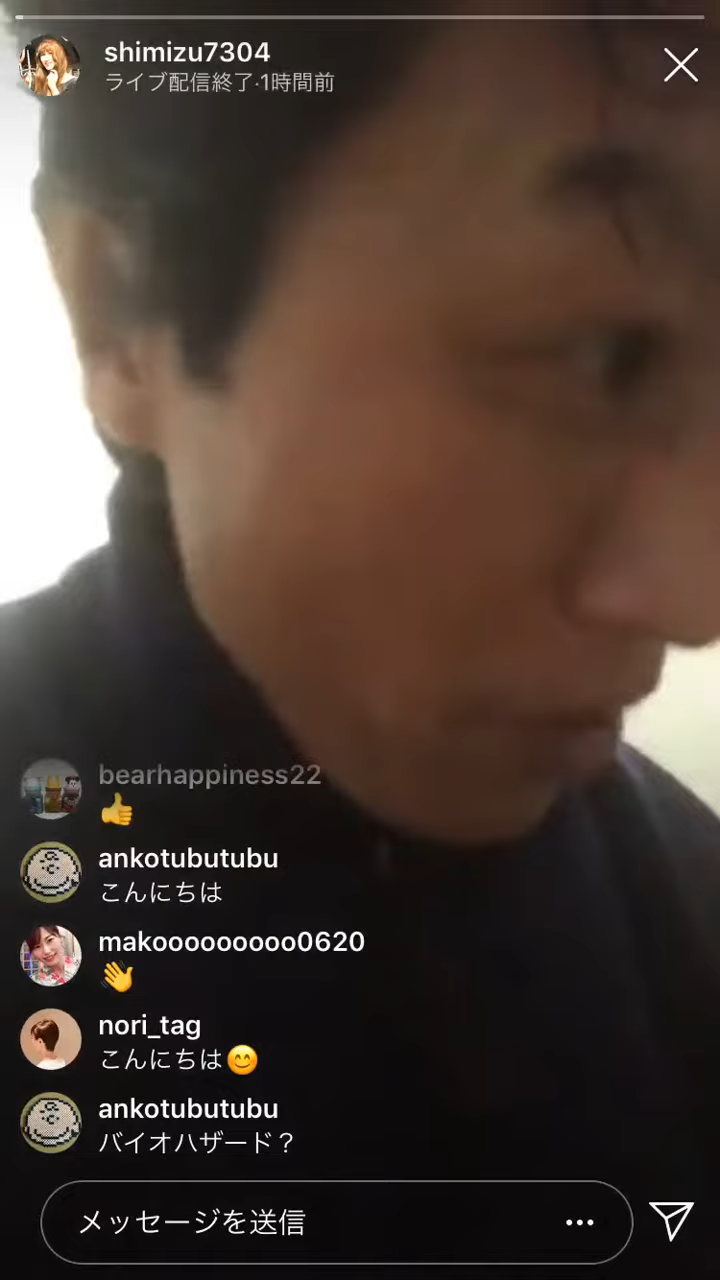 shimizu7304
ライブ配信終了·1時間前
bearhappiness22
👍
ankotubutubu
こんにちは
makooooooooo0620
👋
nori_tag
こんにちは😊
ankotubutubu
バイオハザード？
メッセージを送信